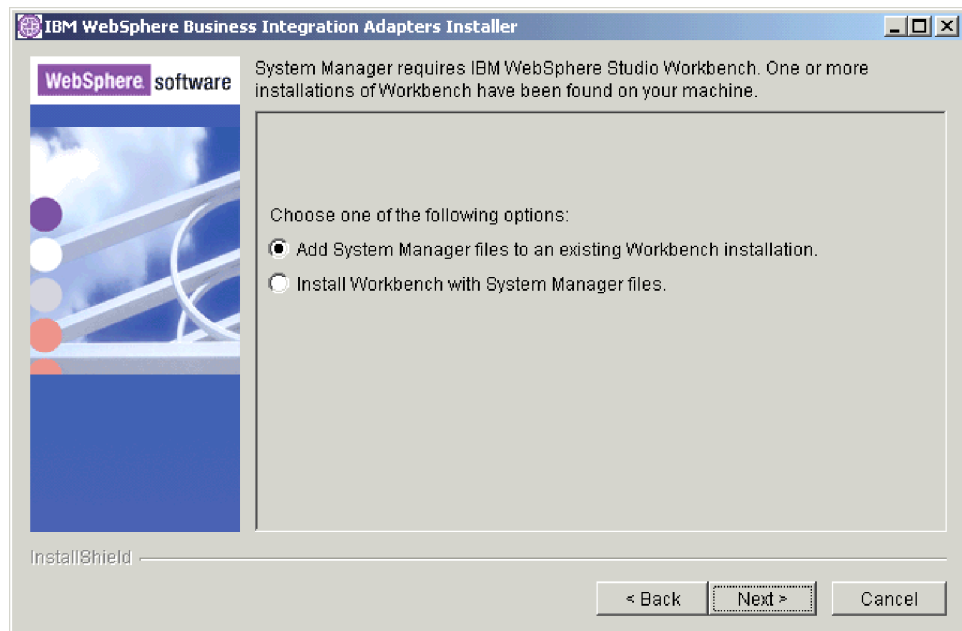 IBM WebSphere Business Integration Adapters Installer
WebSphere software
System Manager requires IBM WebSphere Studio Workbench. One or more
installations of Workbench have been found on your machine.
Choose one of the following options:
Add System Manager files to an existing Workbench installation.
Install Workbench with System Manager files.
InstallShield
< Back Next > Cancel